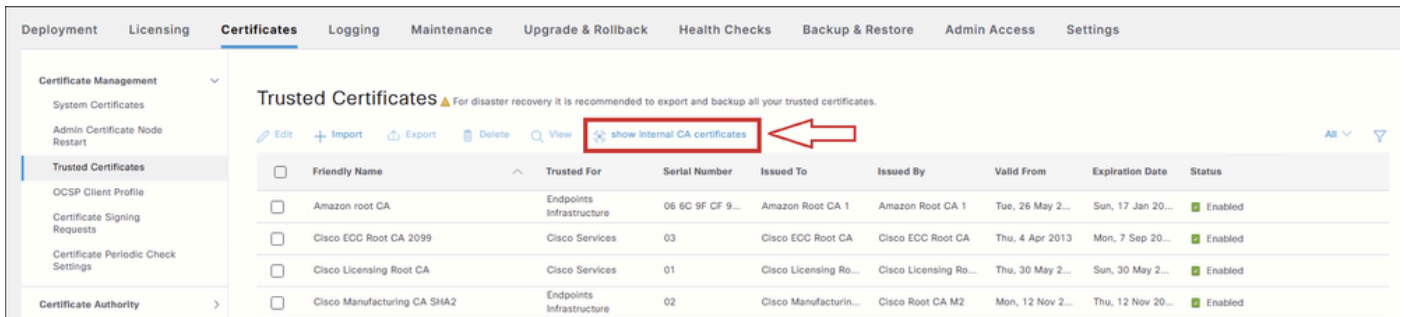 Deployment Licensing Certificates Logging Maintenance Upgrade & Rollback Health Checks Backup & Restore Admin Access Settings
Certificate Management
System Certificates
Admin Certificate Node
Restart
Trusted Certificates
OCSP Client Profile
Certificate Signing
Requests
Certificate Periodic Check
Settings
Certificate Authority
Trusted Certificates For disaster recovery it is recommended to export and backup all your trusted certificates.
Edit Import Export Delete View show internal CA certificates All
Friendly Name Trusted For Serial Number Issued To Issued By Valid From Expiration Date Status
Amazon root CA Endpoints Infrastructure 06 6C 9F CF 9... Amazon Root CA 1 Amazon Root CA 1 Tue, 26 May 2... Sun, 17 Jan 20... Enabled
Cisco ECC Root CA 2099 Cisco Services 03 Cisco ECC Root CA Cisco ECC Root CA Thu, 4 Apr 2013 Mon, 7 Sep 20... Enabled
Cisco Licensing Root CA Cisco Services 01 Cisco Licensing Ro... Cisco Licensing Ro... Thu, 30 May 2... Sun, 30 May 2... Enabled
Cisco Manufacturing CA SHA2 Endpoints Infrastructure 02 Cisco Manufacturin... Cisco Root CA M2 Mon, 12 Nov 2... Thu, 12 Nov 20... Enabled